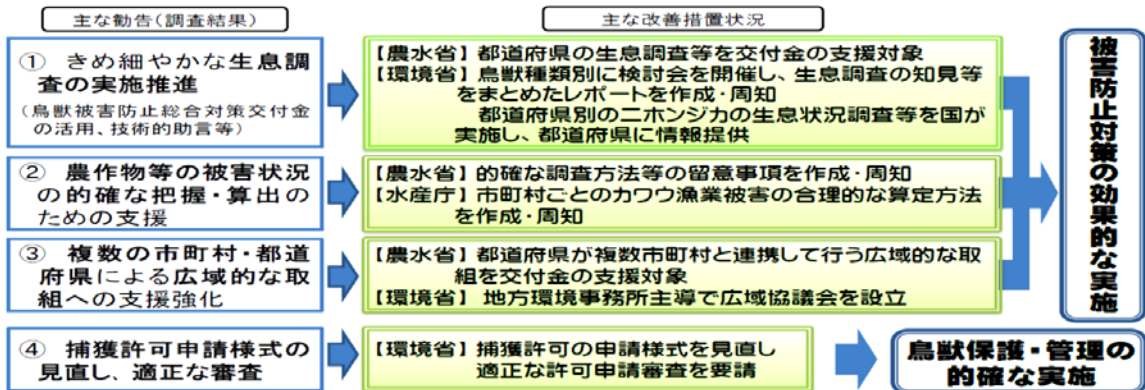 主な勧告(調査結果)
主な改善措置状況
① きめ細やかな生息調
査の実施推進
(鳥獣被害防止総合対策交付金
の活用、技術的助言等)
【農水省】都道府県の生息調査等を交付金の支援対象
【環境省】鳥獣種類別に検討会を開催し、生息調査の知見等
をまとめたレポートを作成・周知
都道府県別のニホンジカの生息状況調査等を国が
実施し、都道府県に情報提供
② 農作物等の被害状況
の的確な把握・算出の
ための支援
【農水省】的確な調査方法等の留意事項を作成・周知
【水産庁】市町村ごとのカワウ漁業被害の合理的な算定方法
を作成・周知
③ 複数の市町村・都道
府県による広域的な取
組への支援強化
【農水省】都道府県が複数市町村と連携して行う広域的な取
組を交付金の支援対象
【環境省】地方環境事務所主導で広域協議会を設立
被害防止対策の効果的な実施
④ 捕獲許可申請様式の
見直し、適正な審査
【環境省】捕獲許可の申請様式を見直し
適正な許可申請審査を要請
鳥獣保護・管理の
的確な実施